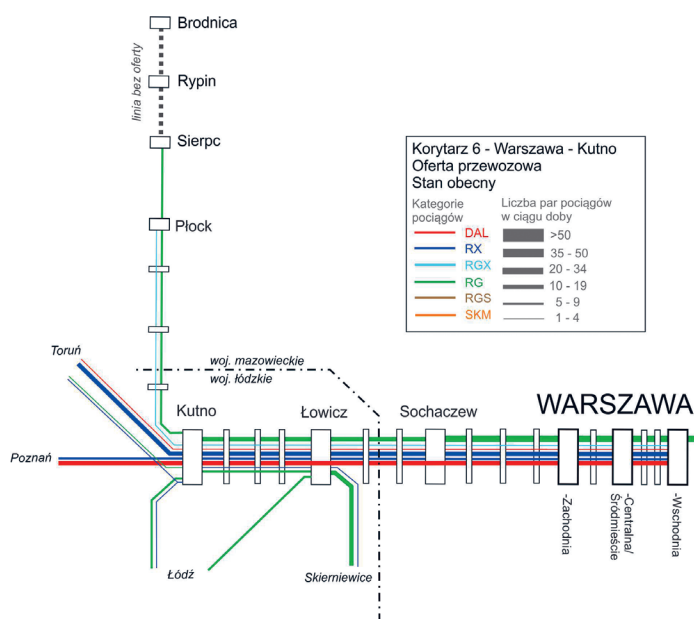 Brodnica
linia bez oferty
Rypin
Sierpc
Korytarz 6 - Warszawa - Kutno
Oferta przewozowa
Stan obecny
Kategorie
pociągów
Liczba par pociągów
w ciągu doby
DAL
RX
RGX
RG
RGS
SKM
>50
35 - 50
20 - 34
10 - 19
5 - 9
1 - 4
Płock
Toruń
woj. mazowieckie
woj. łódzkie
Kutno
Łowicz
Sochaczew
WARSZAWA
Poznań
-Zachodnia
-Centralna/
Śródmieście
-Wschodnia
Łódź
Skierniewice